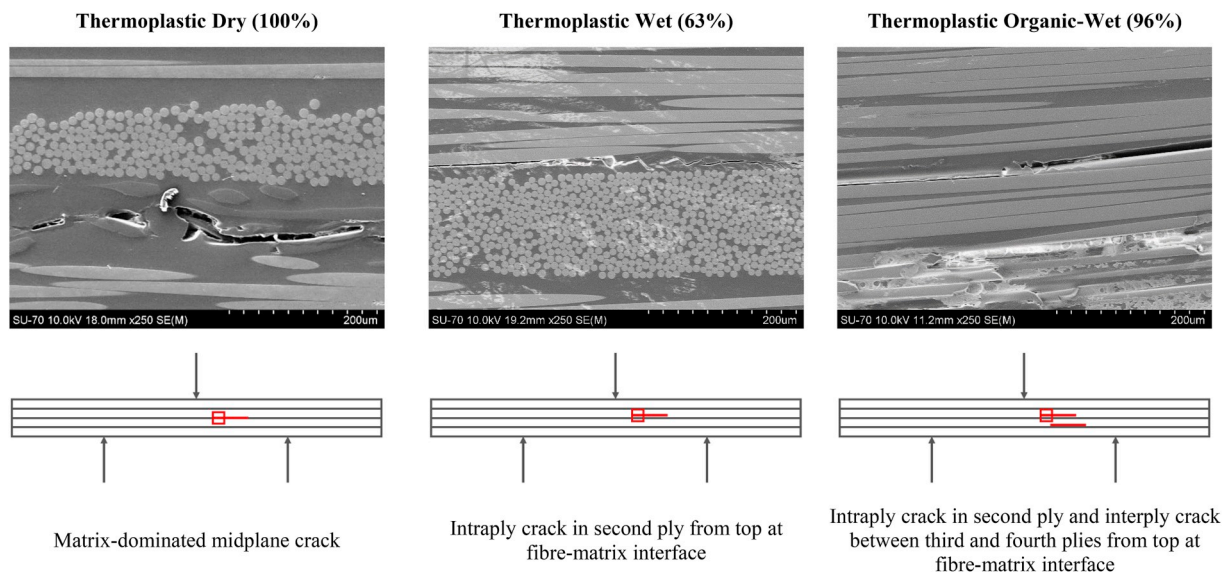 Thermoplastic Dry (100%)
Thermoplastic Wet (63%)
Thermoplastic Organic-Wet (96%)
SU-70 10.0kV 18.0mm x250 SE(M)
200um
SU-70 10.0kV 19.2mm x250 SE(M)
200um
SU-70 10.0kV 11.2mm x250 SE(M)
200um
Matrix-dominated midplane crack
Intraply crack in second ply from top at
fibre-matrix interface
Intraply crack in second ply and interply crack
between third and fourth plies from top at
fibre-matrix interface